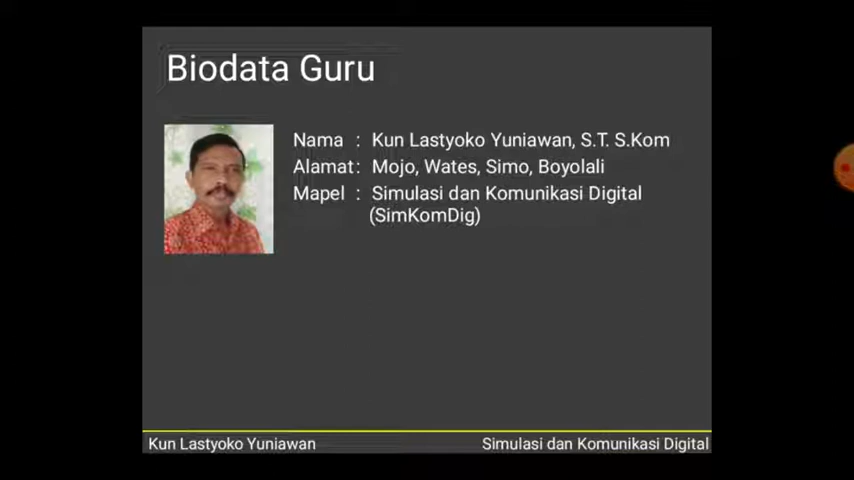 Biodata Guru
Nama : Kun Lastyoko Yuniawan, S.T. S.Kom
Alamat : Mojo, Wates, Simo, Boyolali
Mapel : Simulasi dan Komunikasi Digital
(SimKomDig)
Kun Lastyoko Yuniawan
Simulasi dan Komunikasi Digital